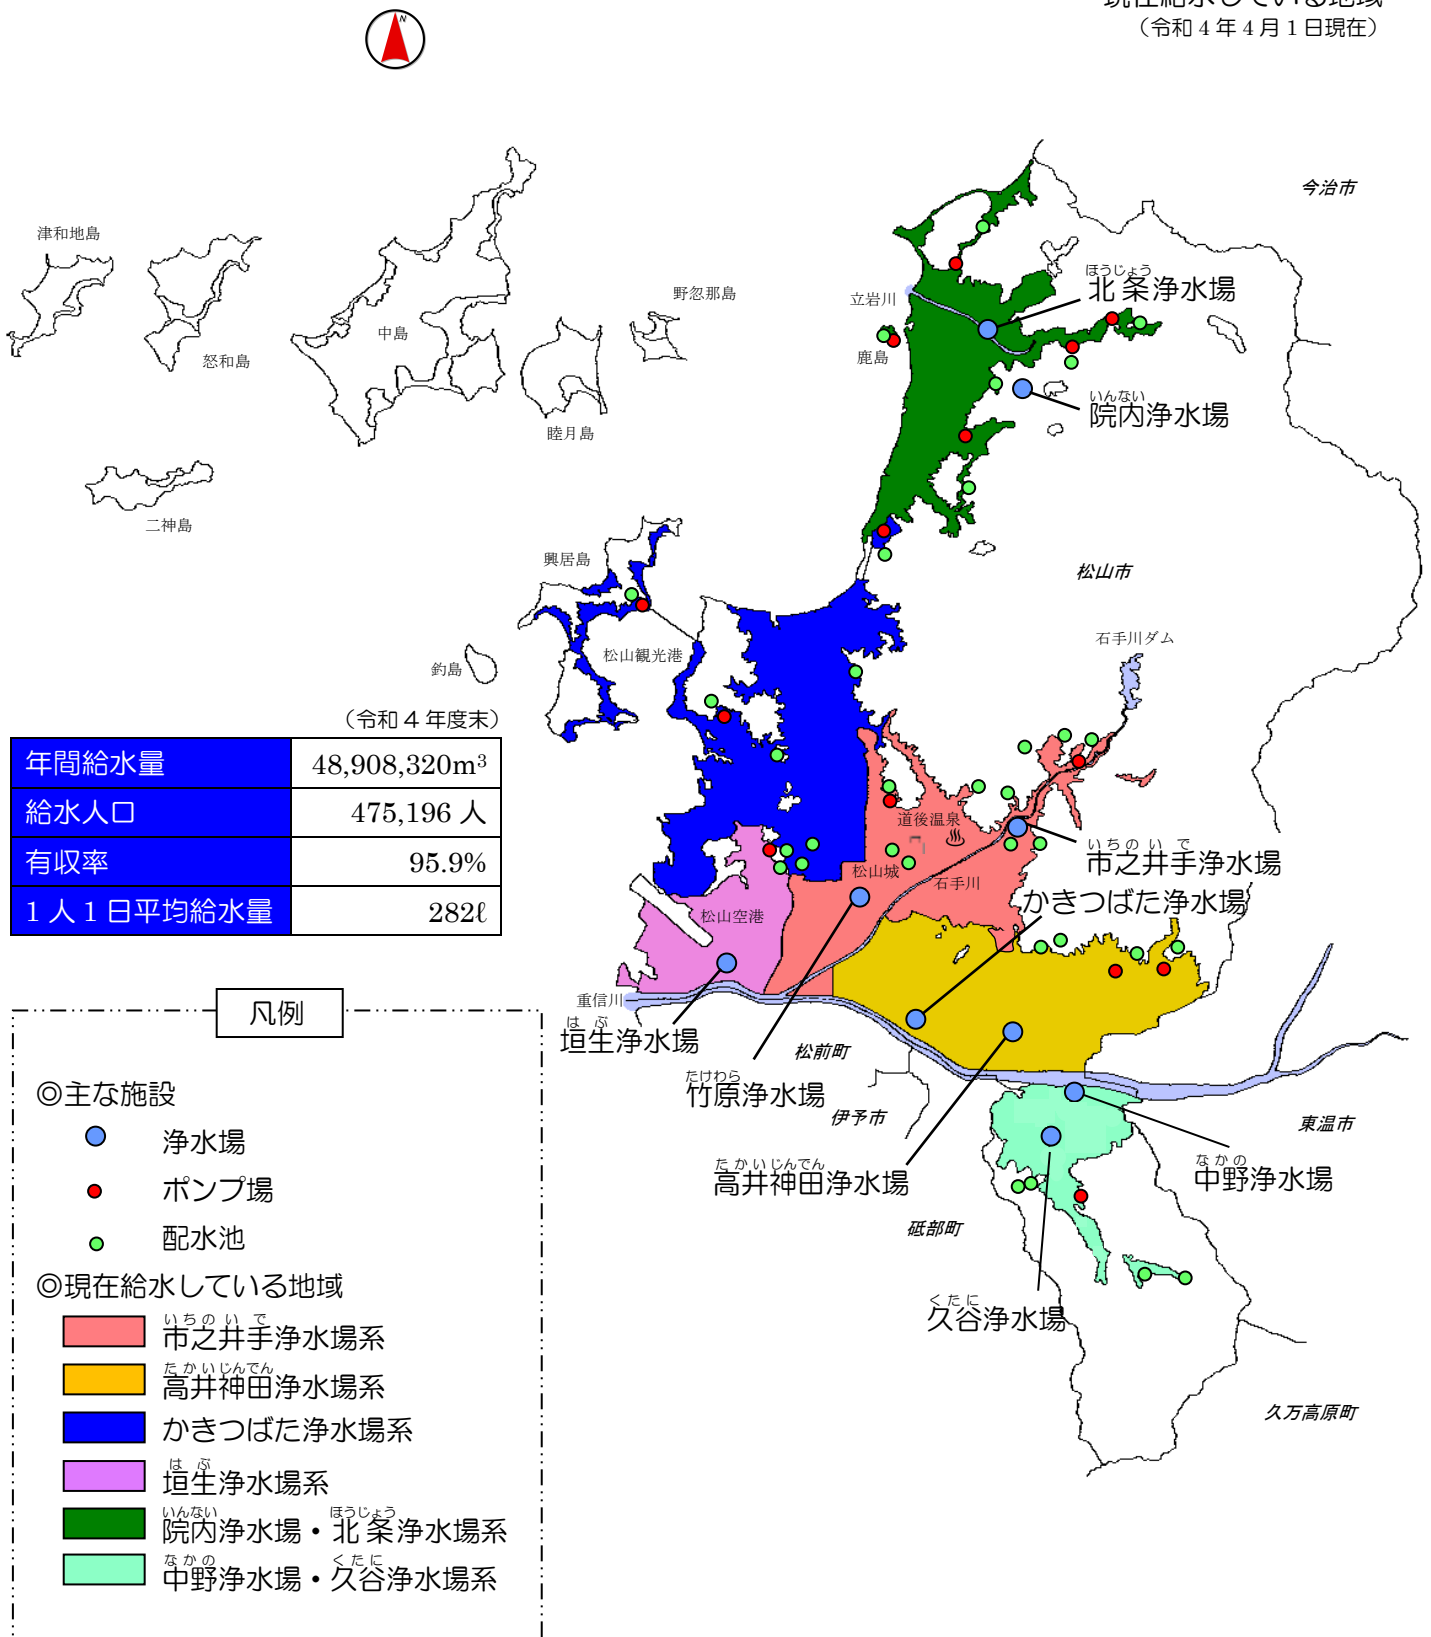 現在給水している地域
（令和４年４月１日現在）
N
今治市
津和地島
怒和島
中島
野忽那島
睦月島
二神島
立岩川
ほうじょう
北条浄水場
鹿島
いんない
院内浄水場
興居島
松山市
石手川ダム
松山観光港
釣島
（令和４年度末）
年間給水量 48,908,320m³
給水人口 475,196 人
有収率 95.9%
１人１日平均給水量 282ℓ
道後温泉
いちのいで
市之井手浄水場
松山城
石手川
かきつばた浄水場
松山空港
重信川
はぶ
垣生浄水場
松前町
たけわら
竹原浄水場
伊予市
東温市
たかいじんでん
高井神田浄水場
なかの
中野浄水場
砥部町
くたに
久谷浄水場
久万高原町
凡例
◎主な施設
浄水場
ポンプ場
配水池
◎現在給水している地域
いちのいで
市之井手浄水場系
たかいじんでん
高井神田浄水場系
かきつばた浄水場系
はぶ
垣生浄水場系
いんない ほうじょう
院内浄水場・北条浄水場系
なかの くたに
中野浄水場・久谷浄水場系